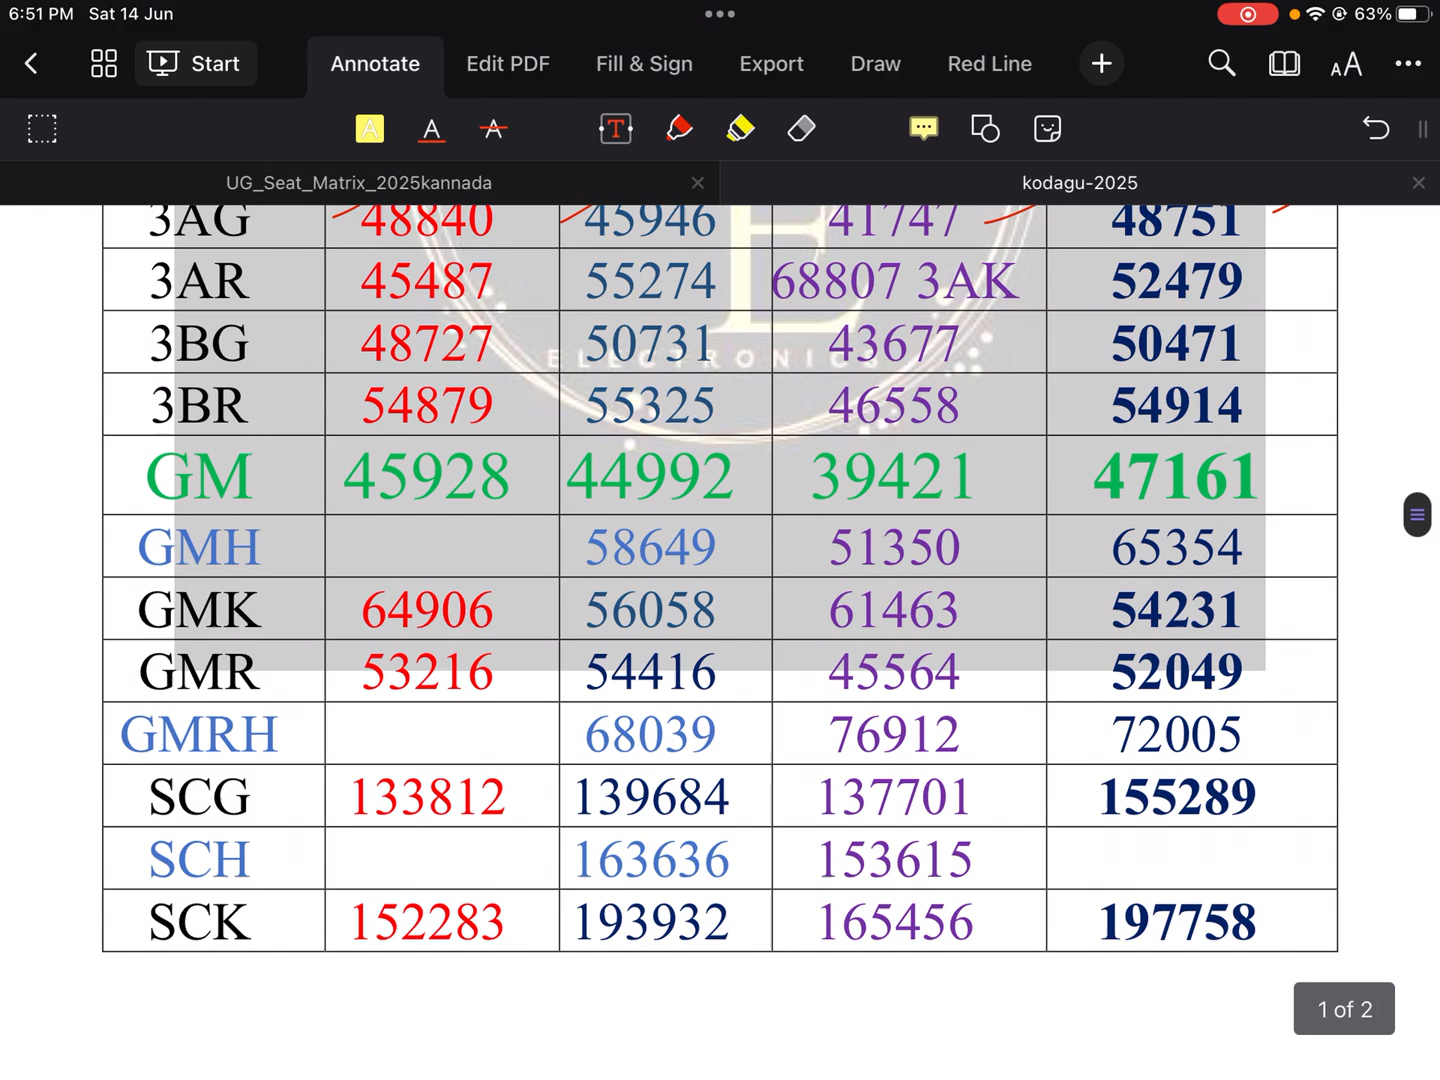 6:51 PM Sat 14 Jun
63%
Start
Annotate
Edit PDF
Fill & Sign
Export
Draw
Red Line
UG_Seat_Matrix_2025kannada
kodagu-2025
3AG 48840 45946 41747 48751
3AR 45487 55274 68807 3AK 52479
3BG 48727 50731 43677 50471
ELECTRONICS
3BR 54879 55325 46558 54914
GM 45928 44992 39421 47161
GMH 58649 51350 65354
GMK 64906 56058 61463 54231
GMR 53216 54416 45564 52049
GMRH 68039 76912 72005
SCG 133812 139684 137701 155289
SCH 163636 153615
SCK 152283 193932 165456 197758
1 of 2